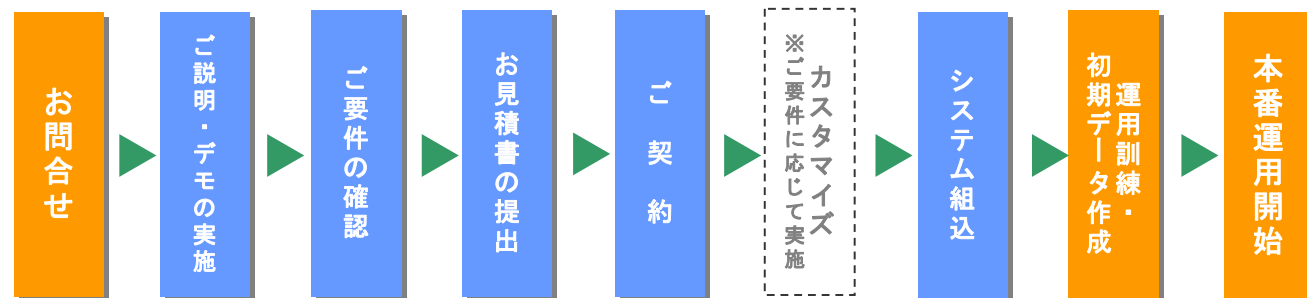 お問合せ
ご説明・デモの実施
ご要件の確認
お見積書の提出
ご契約
カスタマイズ
※ご要件に応じて実施
システム組込
運用訓練・
初期データ作成
本番運用開始